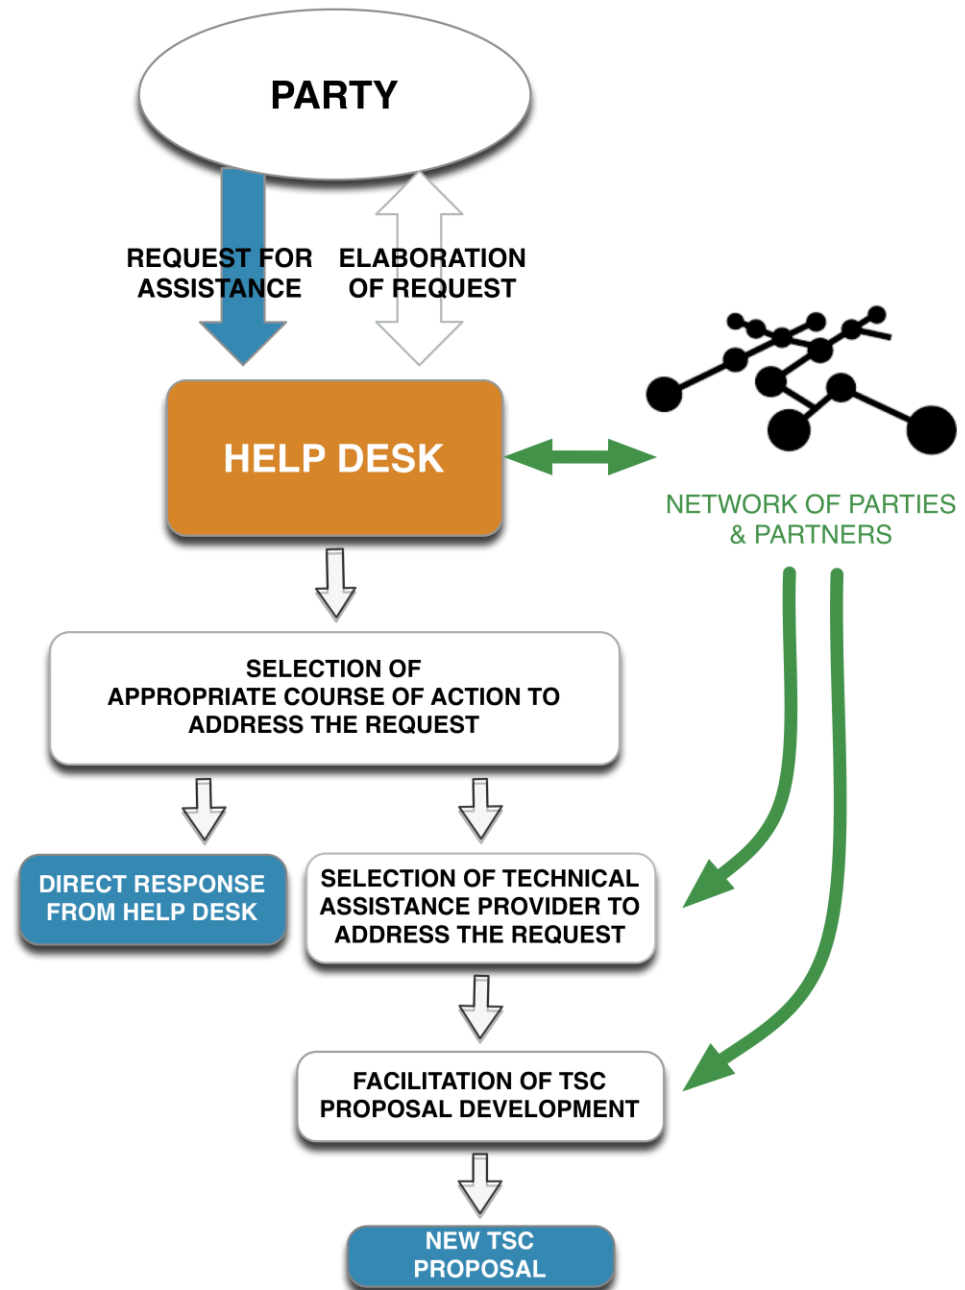 PARTY
REQUEST FOR
ASSISTANCE
ELABORATION
OF REQUEST
HELP DESK
NETWORK OF PARTIES
& PARTNERS
SELECTION OF
APPROPRIATE COURSE OF ACTION TO
ADDRESS THE REQUEST
DIRECT RESPONSE
FROM HELP DESK
SELECTION OF TECHNICAL
ASSISTANCE PROVIDER TO
ADDRESS THE REQUEST
FACILITATION OF TSC
PROPOSAL DEVELOPMENT
NEW TSC
PROPOSAL